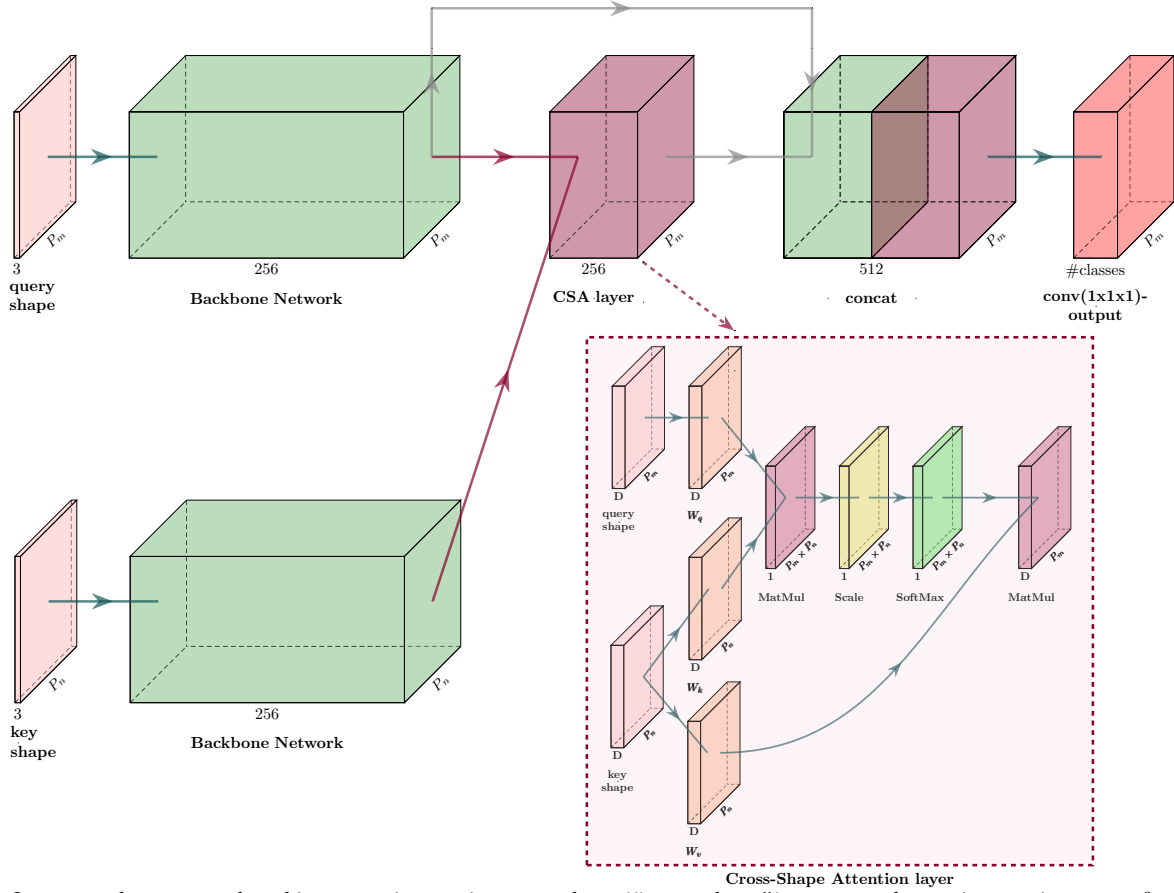 3
P_m
query
shape
256
P_m
Backbone Network
256
P_m
CSA layer
512
P_m
concat
#classes
P_m
conv(1x1x1)-
output
3
P_n
key
shape
256
P_n
Backbone Network
D
P_m
query
shape
D
P_m
W_q
D
P_n
key
shape
D
P_n
W_k
D
P_n
W_v
1
P_m × P_n
MatMul
1
P_m × P_n
Scale
1
P_m × P_n
SoftMax
D
P_m
MatMul
Cross-Shape Attention layer